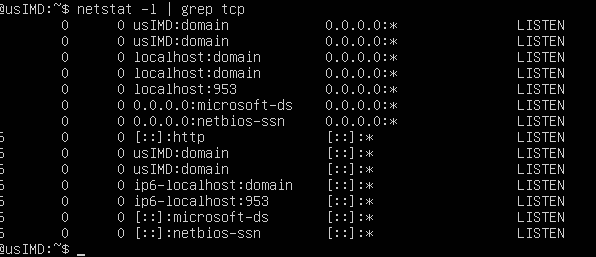 @usIMD:~$ netstat -l | grep tcp
0 0 usIMD:domain 0.0.0.0:* LISTEN
0 0 usIMD:domain 0.0.0.0:* LISTEN
0 0 localhost:domain 0.0.0.0:* LISTEN
0 0 localhost:domain 0.0.0.0:* LISTEN
0 0 localhost:953 0.0.0.0:* LISTEN
0 0 0.0.0.0:microsoft-ds 0.0.0.0:* LISTEN
0 0 0.0.0.0:netbios-ssn 0.0.0.0:* LISTEN
6 0 0 [::]:http [::]:* LISTEN
6 0 0 usIMD:domain [::]:* LISTEN
6 0 0 usIMD:domain [::]:* LISTEN
6 0 0 ip6-localhost:domain [::]:* LISTEN
6 0 0 ip6-localhost:953 [::]:* LISTEN
6 0 0 [::]:microsoft-ds [::]:* LISTEN
6 0 0 [::]:netbios-ssn [::]:* LISTEN
@usIMD:~$ _